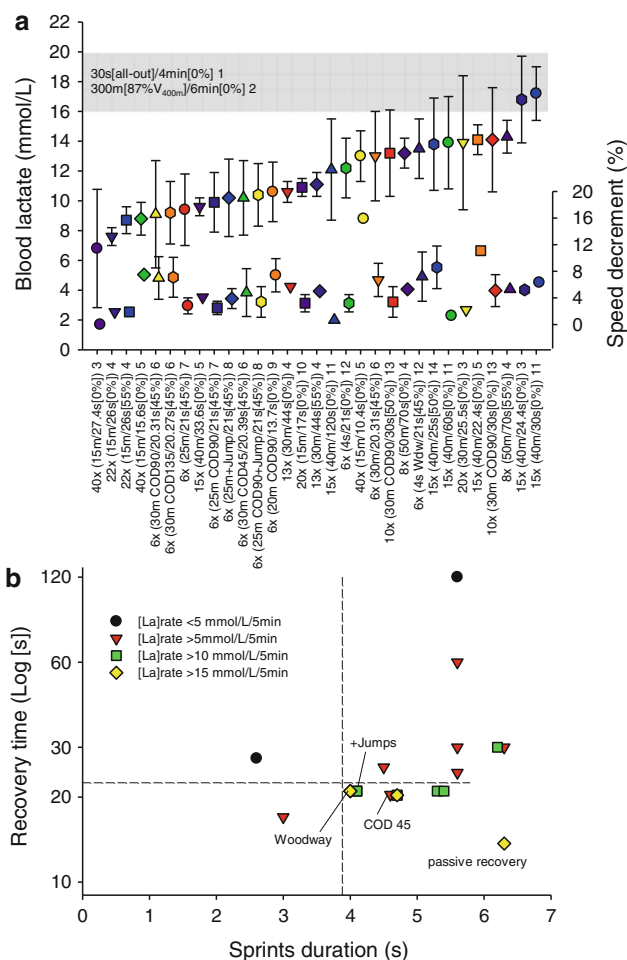 a
Blood lactate (mmol/L)
22
20
18
16
14
12
10
8
6
4
2
0
30s[all-out]/4min[0%] 1
300m[87%V400m]/6min[0%] 2
20
16
12
8
4
0
Speed decrement (%)
40x (15m/27.4s[0%]) 3
22x (15m/26s[0%]) 4
22x (15m/26s[55%]) 4
40x (15m/15.6s[0%]) 5
6x (30m COD90/20.31s[45%]) 6
6x (30m COD135/20.27s[45%]) 6
6x (25m/21s[45%]) 7
15x (40m/33.6s[0%]) 5
6x (25m COD90/21s[45%]) 7
6x (25m+Jump/21s[45%]) 8
6x (30m COD45/20.39s[45%]) 6
6x (25m COD90+Jump/21s[45%]) 8
6x (20m COD90/13.7s[0%]) 9
13x (30m/44s[0%]) 4
20x (15m/17s[0%]) 10
13x (30m/44s[55%]) 4
15x (40m/120s[0%]) 11
6x (4s/21s[0%]) 12
40x (15m/10.4s[0%]) 5
6x (30m/20.31s[45%]) 6
10x (30m COD90/30s[50%]) 13
8x (50m/70s[0%]) 4
6x (4s Wdw/21s[45%]) 12
15x (40m/25s[50%]) 14
15x (40m/60s[0%]) 11
20x (30m/25.5s[0%]) 3
15x (40m/22.4s[0%]) 5
10x (30m COD90/30s[0%]) 13
8x (50m/70s[55%]) 4
15x (40m/24.4s[0%]) 3
15x (40m/30s[0%]) 11
b
Recovery time (Log [s])
120
60
30
20
10
[La]rate <5 mmol/L/5min
[La]rate >5mmol/L/5min
[La]rate >10 mmol/L/5min
[La]rate >15 mmol/L/5min
+Jumps
Woodway
COD 45
passive recovery
0 1 2 3 4 5 6 7
Sprints duration (s)